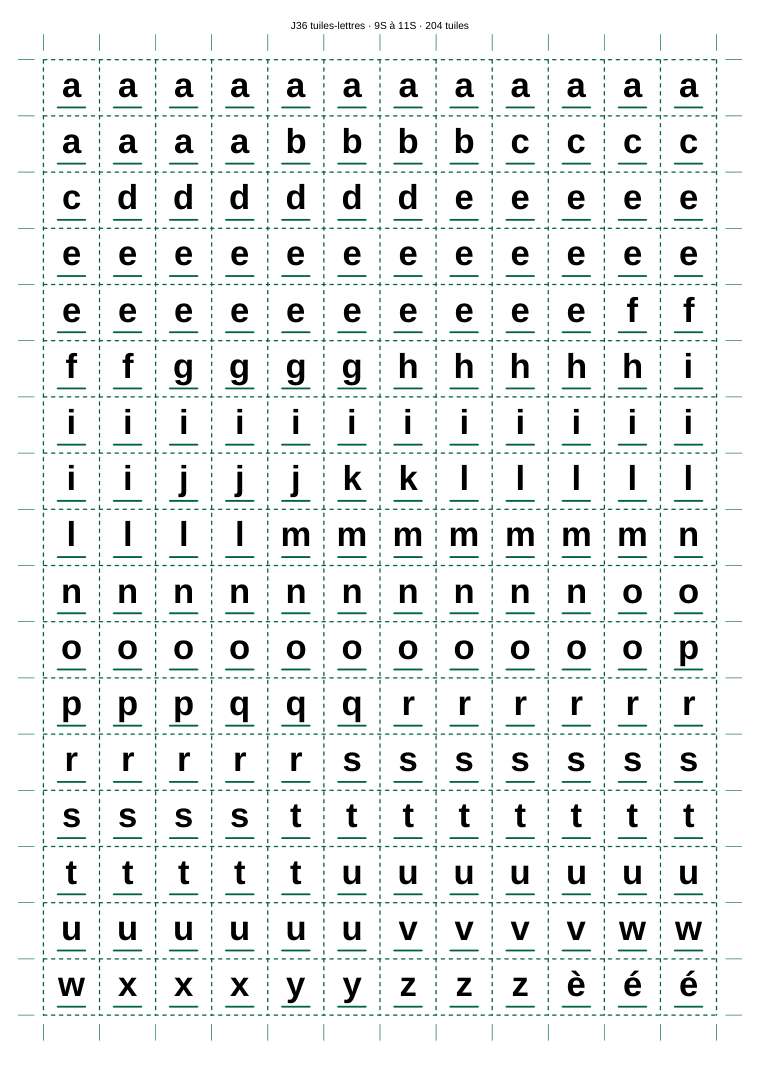 J36 tuiles-lettres · 9S à 11S · 204 tuiles
a a a a a a a a a a a a
a a a a b b b b c c c c
c d d d d d d e e e e e
e e e e e e e e e e e e
e e e e e e e e e e f f
f f g g g g h h h h h i
i i i i i i i i i i i i
i i j j j k k l l l l l
l l l l m m m m m m m n
n n n n n n n n n n o o
o o o o o o o o o o o p
p p p q q q r r r r r r
r r r r r s s s s s s s
s s s s t t t t t t t t
t t t t t u u u u u u u
u u u u u u v v v v w w
w x x x y y z z z è é é